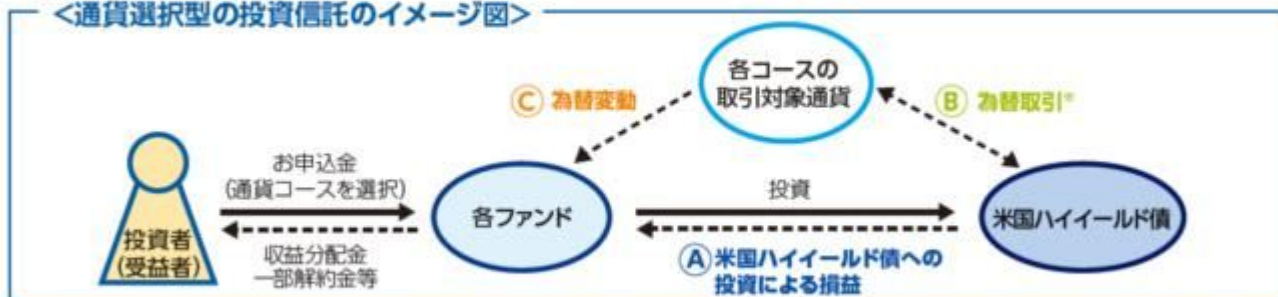 <通貨選択型の投資信託のイメージ図>
各コースの
取引対象通貨
Ⓒ 為替変動
Ⓑ 為替取引※
お申込金
(通貨コースを選択)
投資者
(受益者)
収益分配金
一部解約金等
各ファンド
投資
Ⓐ 米国ハイイールド債への
投資による損益
米国ハイイールド債